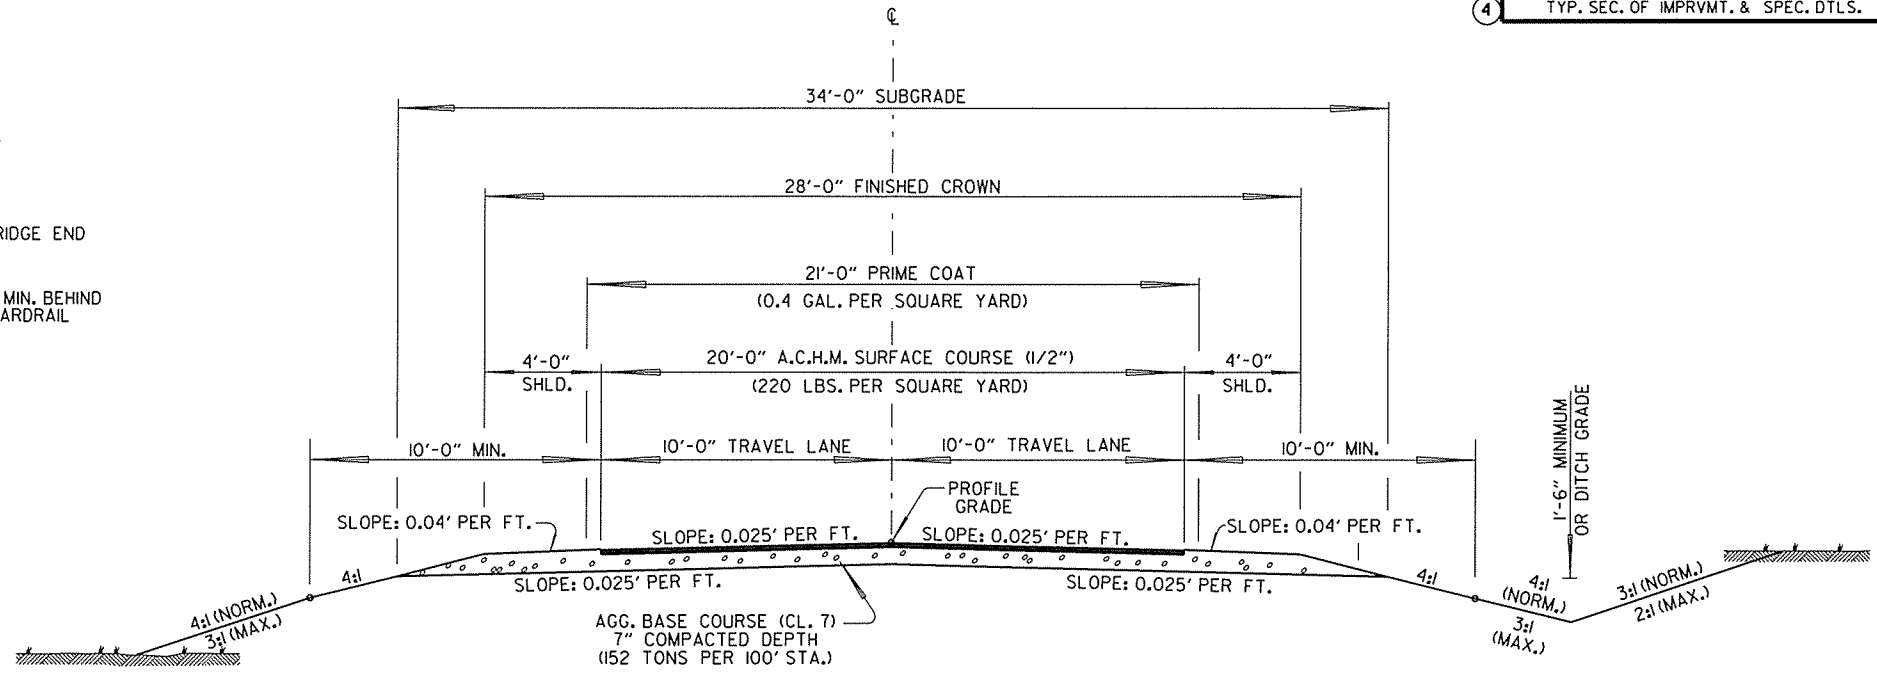 4
TYP. SEC. OF IMPRVMT. & SPEC. DTLS.
℄
34'-0" SUBGRADE
28'-0" FINISHED CROWN
RIDGE END
21'-0" PRIME COAT
(0.4 GAL. PER SQUARE YARD)
MIN. BEHIND
ARDRAIL
4'-0"
SHLD.
20'-0" A.C.H.M. SURFACE COURSE (1/2")
(220 LBS. PER SQUARE YARD)
4'-0"
SHLD.
10'-0" MIN.
10'-0" TRAVEL LANE
10'-0" TRAVEL LANE
10'-0" MIN.
1'-6" MINIMUM
OR DITCH GRADE
PROFILE
GRADE
SLOPE: 0.04' PER FT.
SLOPE: 0.025' PER FT.
SLOPE: 0.025' PER FT.
SLOPE: 0.04' PER FT.
4:1
SLOPE: 0.025' PER FT.
SLOPE: 0.025' PER FT.
4:1
4:1 (NORM.)
3:1 (MAX.)
4:1
(NORM.)
3:1
(MAX.)
3:1 (NORM.)
2:1 (MAX.)
AGG. BASE COURSE (CL. 7)
7" COMPACTED DEPTH
(152 TONS PER 100' STA.)